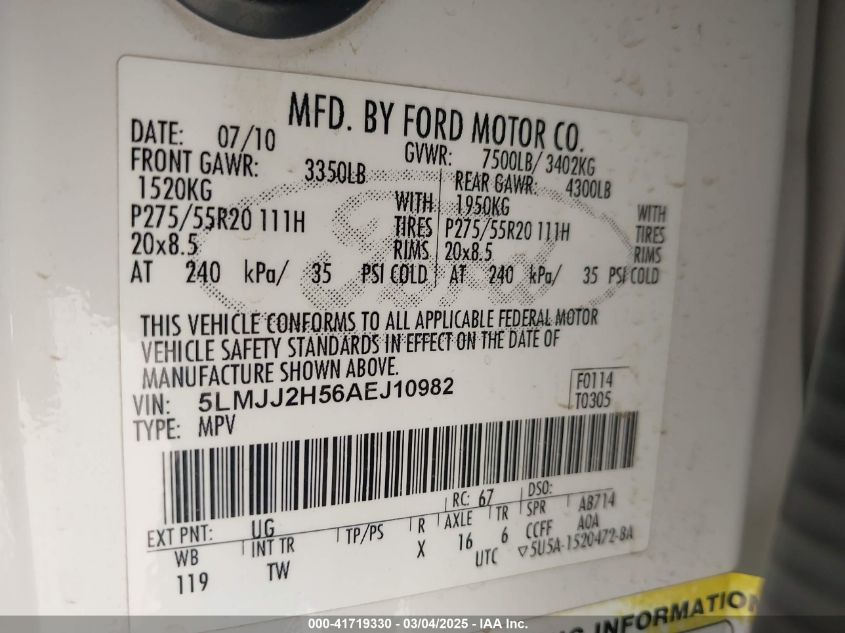 MFD. BY FORD MOTOR CO.
DATE: 07/10 GVWR: 7500LB/ 3402KG
FRONT GAWR: 3350LB REAR GAWR: 4300LB
1520KG WITH 1950KG WITH
P275/55R20 111H TIRES P275/55R20 111H TIRES
20x8.5 RIMS 20x8.5 RIMS
AT 240 kPa/ 35 PSI COLD AT 240 kPa/ 35 PSI COLD
Ford
THIS VEHICLE CONFORMS TO ALL APPLICABLE FEDERAL MOTOR
VEHICLE SAFETY STANDARDS IN EFFECT ON THE DATE OF
MANUFACTURE SHOWN ABOVE.
VIN: 5LMJJ2H56AEJ10982 F0114
TYPE: MPV T0305
RC: 67 DSO:
EXT PNT: UG TP/PS R AXLE TR SPR AB714
WB INT TR X 16 6 CCFF AOA
119 TW UTC ▽5U5A-1520472-BA
INFORMATION
000-41719330 - 03/04/2025 - IAA Inc.